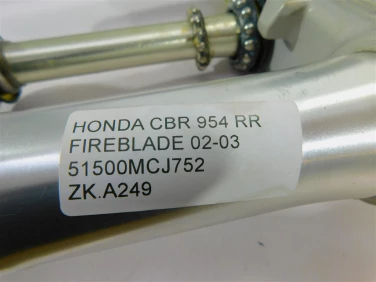 HONDA CBR 954 RR
FIREBLADE 02-03
51500MCJ752
ZK.A249